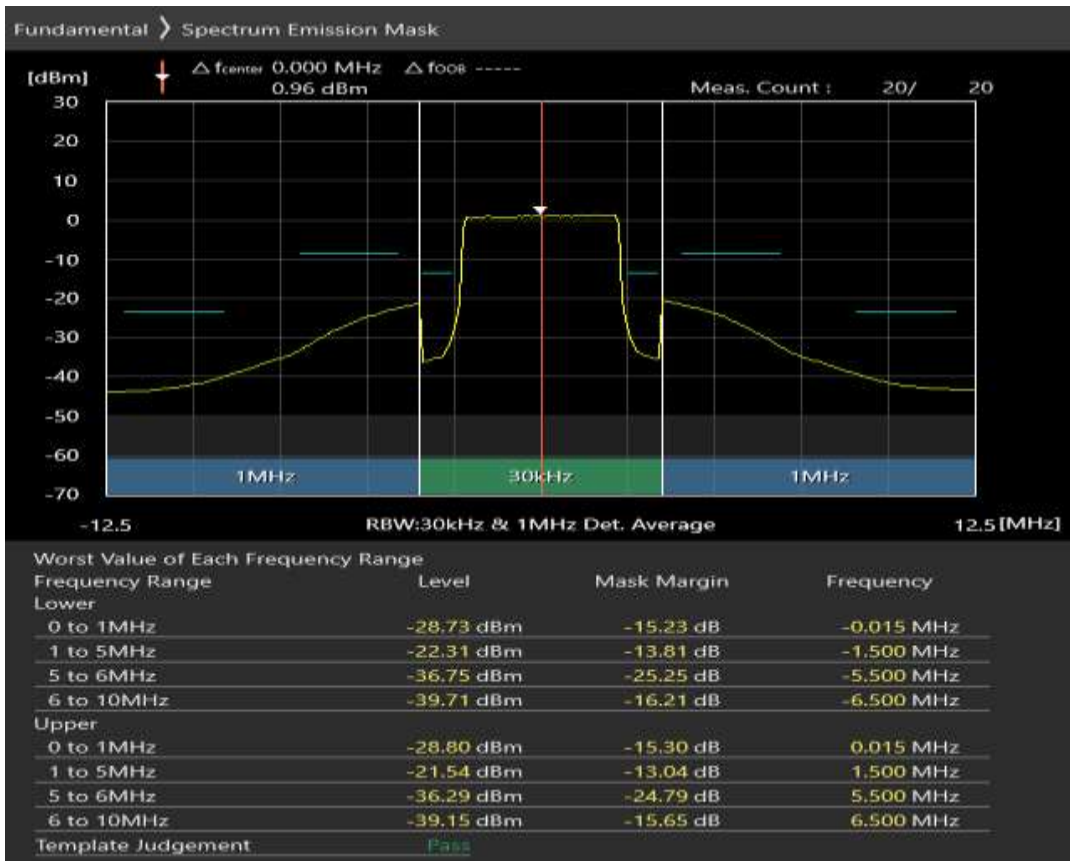 Fundamental ❭ Spectrum Emission Mask
[dBm] △ fcenter 0.000 MHz △ fOOB -----
0.96 dBm Meas. Count : 20/ 20
30
20
10
0
-10
-20
-30
-40
-50
-60
1MHz 30kHz 1MHz
-70
-12.5 RBW:30kHz & 1MHz Det. Average 12.5 [MHz]
Worst Value of Each Frequency Range
Frequency Range Level Mask Margin Frequency
Lower
0 to 1MHz -28.73 dBm -15.23 dB -0.015 MHz
1 to 5MHz -22.31 dBm -13.81 dB -1.500 MHz
5 to 6MHz -36.75 dBm -25.25 dB -5.500 MHz
6 to 10MHz -39.71 dBm -16.21 dB -6.500 MHz
Upper
0 to 1MHz -28.80 dBm -15.30 dB 0.015 MHz
1 to 5MHz -21.54 dBm -13.04 dB 1.500 MHz
5 to 6MHz -36.29 dBm -24.79 dB 5.500 MHz
6 to 10MHz -39.15 dBm -15.65 dB 6.500 MHz
Template Judgement Pass